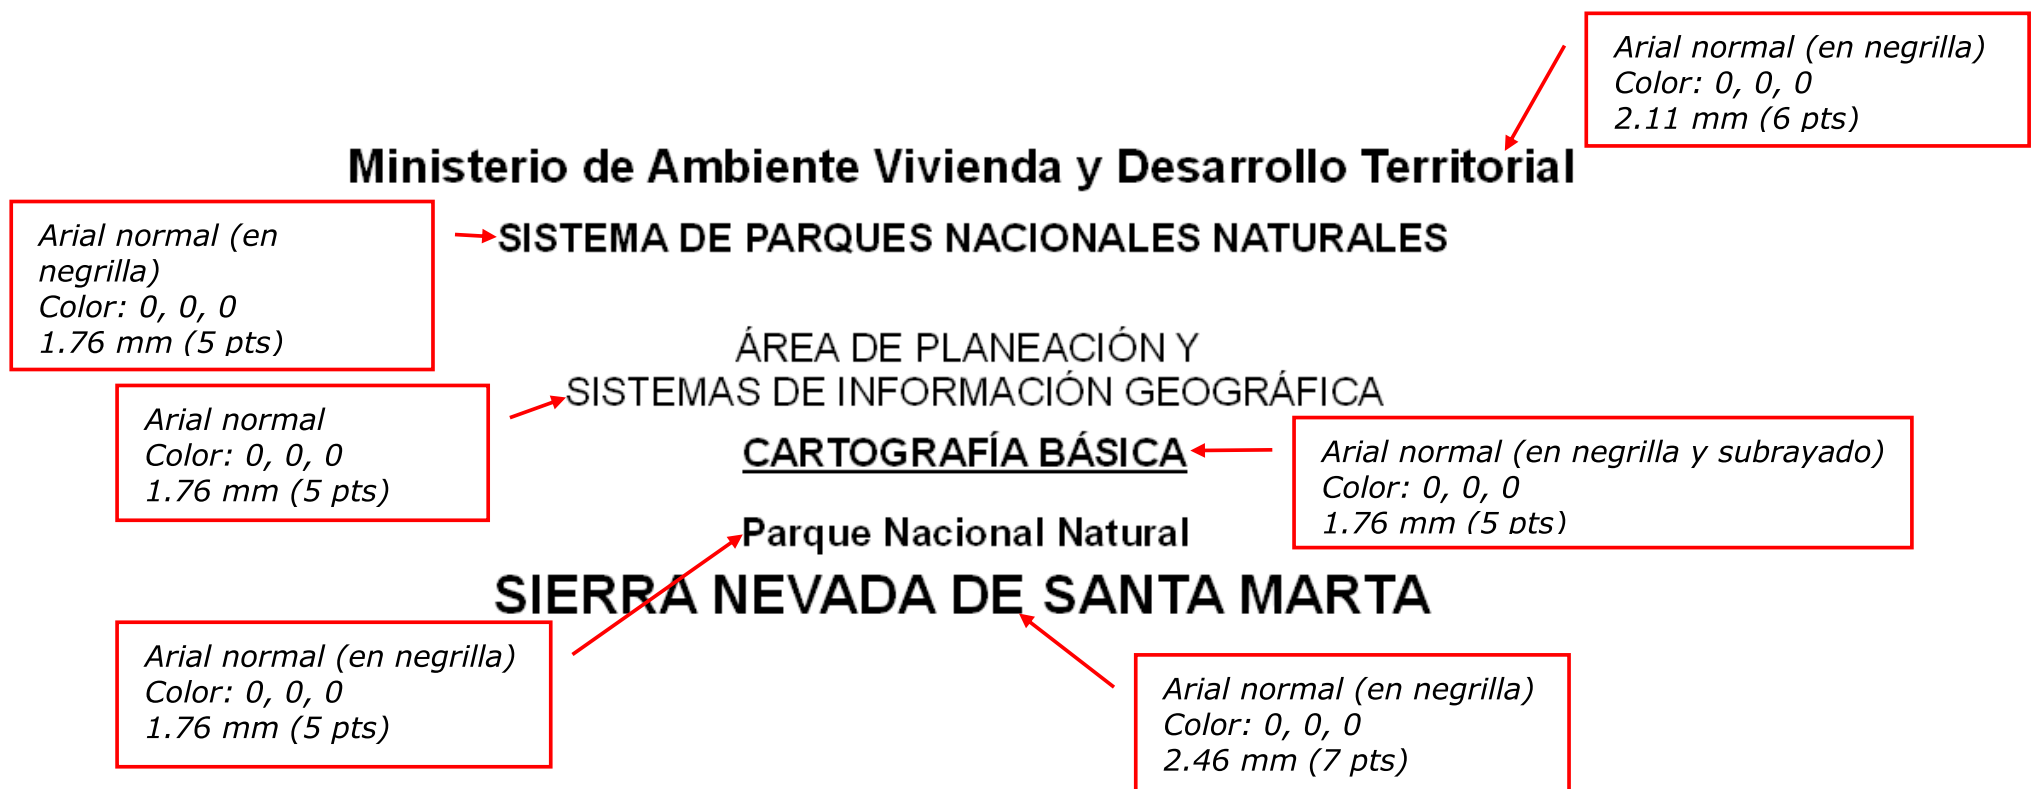 Arial normal (en negrilla)
Color: 0, 0, 0
2.11 mm (6 pts)
Ministerio de Ambiente Vivienda y Desarrollo Territorial
Arial normal (en
negrilla)
Color: 0, 0, 0
1.76 mm (5 pts)
SISTEMA DE PARQUES NACIONALES NATURALES
ÁREA DE PLANEACIÓN Y
SISTEMAS DE INFORMACIÓN GEOGRÁFICA
Arial normal
Color: 0, 0, 0
1.76 mm (5 pts)
CARTOGRAFÍA BÁSICA
Arial normal (en negrilla y subrayado)
Color: 0, 0, 0
1.76 mm (5 pts)
Parque Nacional Natural
SIERRA NEVADA DE SANTA MARTA
Arial normal (en negrilla)
Color: 0, 0, 0
1.76 mm (5 pts)
Arial normal (en negrilla)
Color: 0, 0, 0
2.46 mm (7 pts)